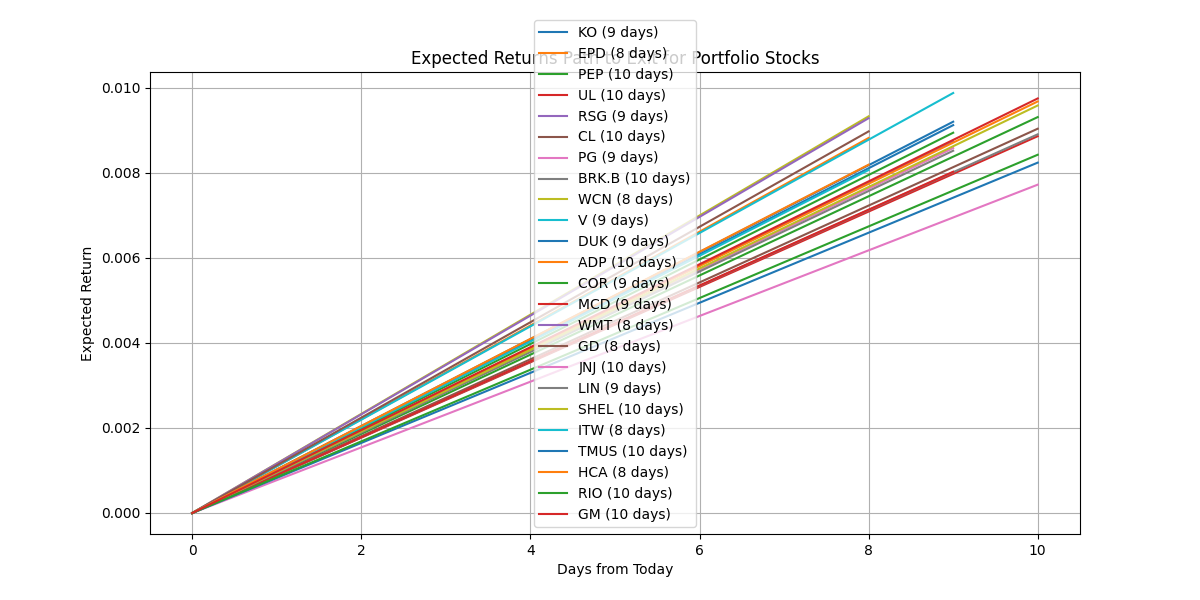 Expected Returns Path to Exit for Portfolio Stocks
KO (9 days)
EPD (8 days)
PEP (10 days)
UL (10 days)
RSG (9 days)
CL (10 days)
PG (9 days)
BRK.B (10 days)
WCN (8 days)
V (9 days)
DUK (9 days)
ADP (10 days)
COR (9 days)
MCD (9 days)
WMT (8 days)
GD (8 days)
JNJ (10 days)
LIN (9 days)
SHEL (10 days)
ITW (8 days)
TMUS (10 days)
HCA (8 days)
RIO (10 days)
GM (10 days)
Expected Return
0.010
0.008
0.006
0.004
0.002
0.000
0
2
4
6
8
10
Days from Today